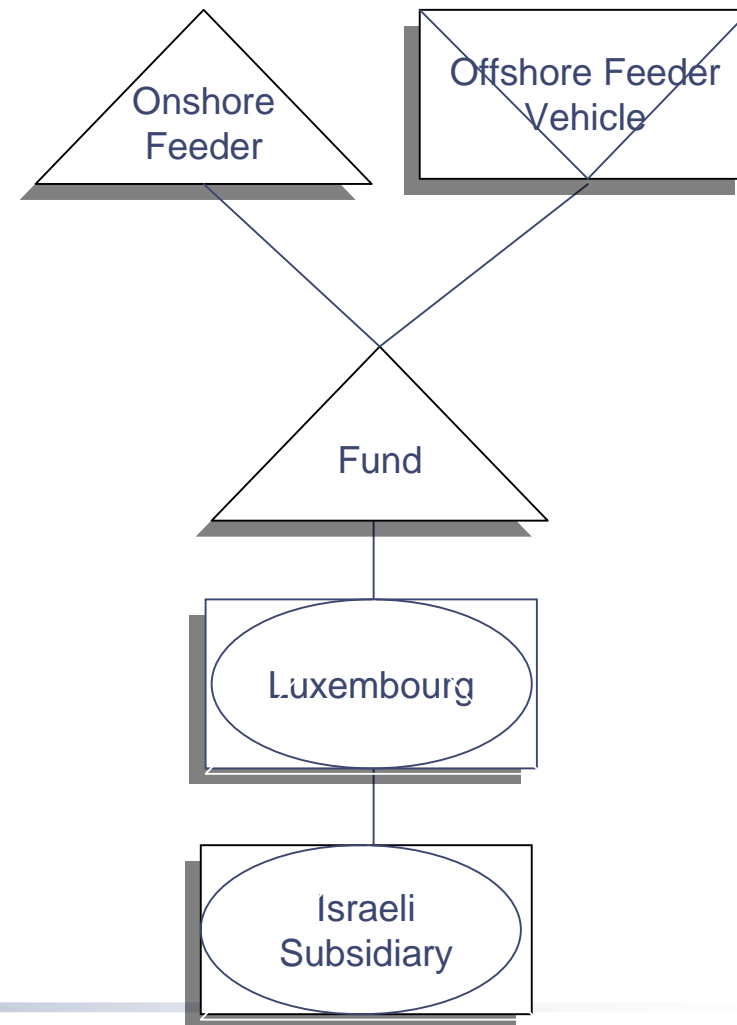 Onshore
Feeder
Offshore Feeder
Vehicle
Fund
Luxembourg
Israeli
Subsidiary